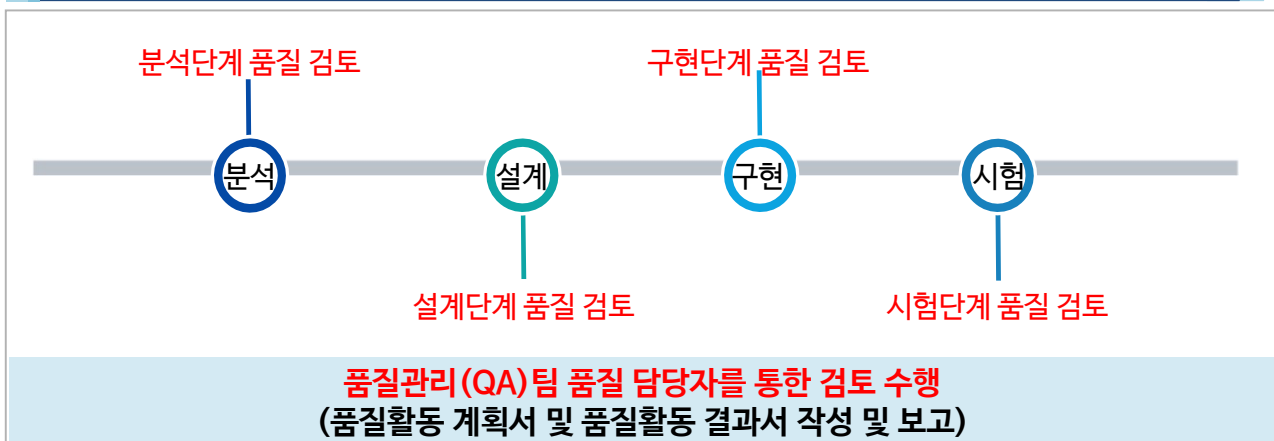 분석단계 품질 검토
구현단계 품질 검토
분석
설계
구현
시험
설계단계 품질 검토
시험단계 품질 검토
품질관리(QA)팀 품질 담당자를 통한 검토 수행
(품질활동 계획서 및 품질활동 결과서 작성 및 보고)